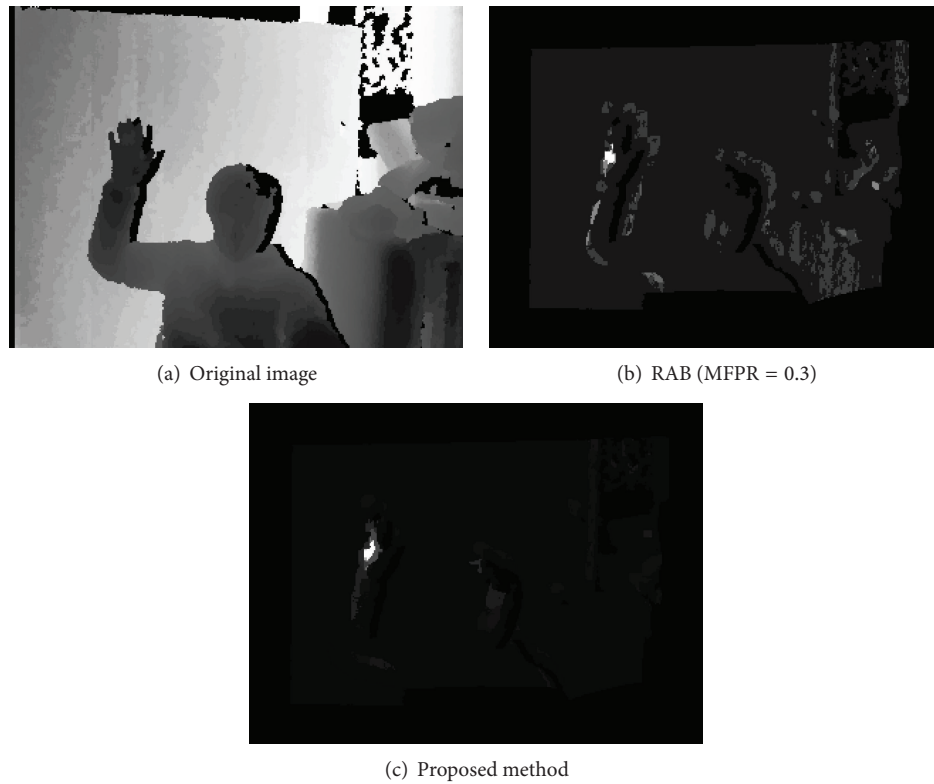 (a) Original image
(b) RAB (MFPR = 0.3)
(c) Proposed method